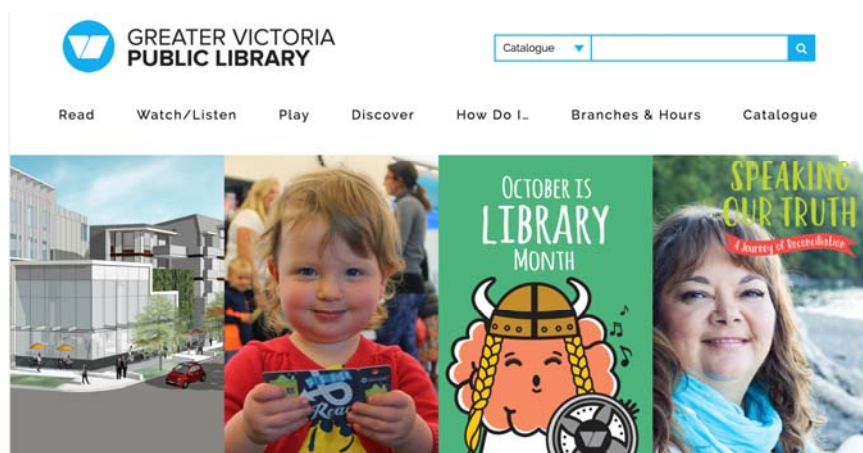 GREATER VICTORIA
PUBLIC LIBRARY
Catalogue
Read Watch/Listen Play Discover How Do I... Branches & Hours Catalogue
OCTOBER IS
LIBRARY
MONTH
SPEAKING
OUR TRUTH
A Journey of Reconciliation
Read